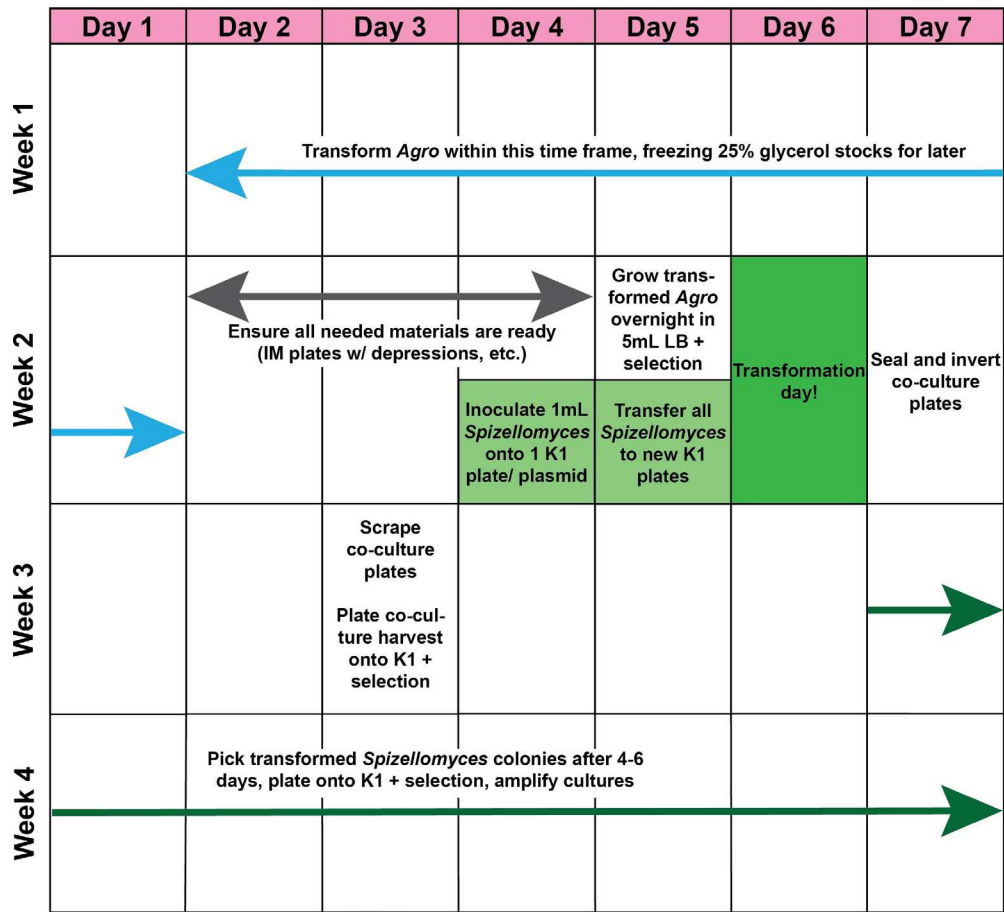 Day 1 Day 2 Day 3 Day 4 Day 5 Day 6 Day 7
Week 1
Transform Agro within this time frame, freezing 25% glycerol stocks for later
Week 2
Ensure all needed materials are ready
(IM plates w/ depressions, etc.)
Inoculate 1mL
Spizellomyces
onto 1 K1
plate/ plasmid
Grow trans-
formed Agro
overnight in
5mL LB +
selection
Transfer all
Spizellomyces
to new K1
plates
Transformation
day!
Seal and invert
co-culture
plates
Week 3
Scrape
co-culture
plates
Plate co-cul-
ture harvest
onto K1 +
selection
Week 4
Pick transformed Spizellomyces colonies after 4-6
days, plate onto K1 + selection, amplify cultures